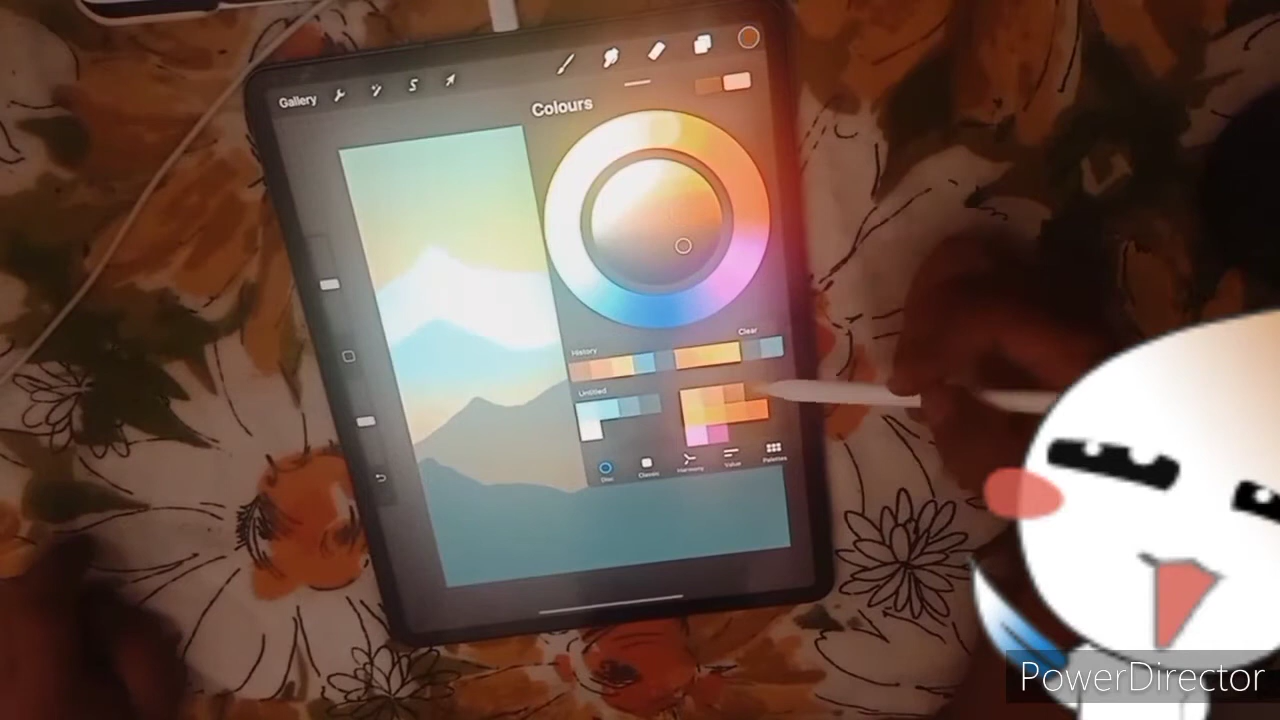 Gallery
Colours
Clear
History
Untitled
Disc
Classic
Harmony
Value
Palettes
PowerDirector